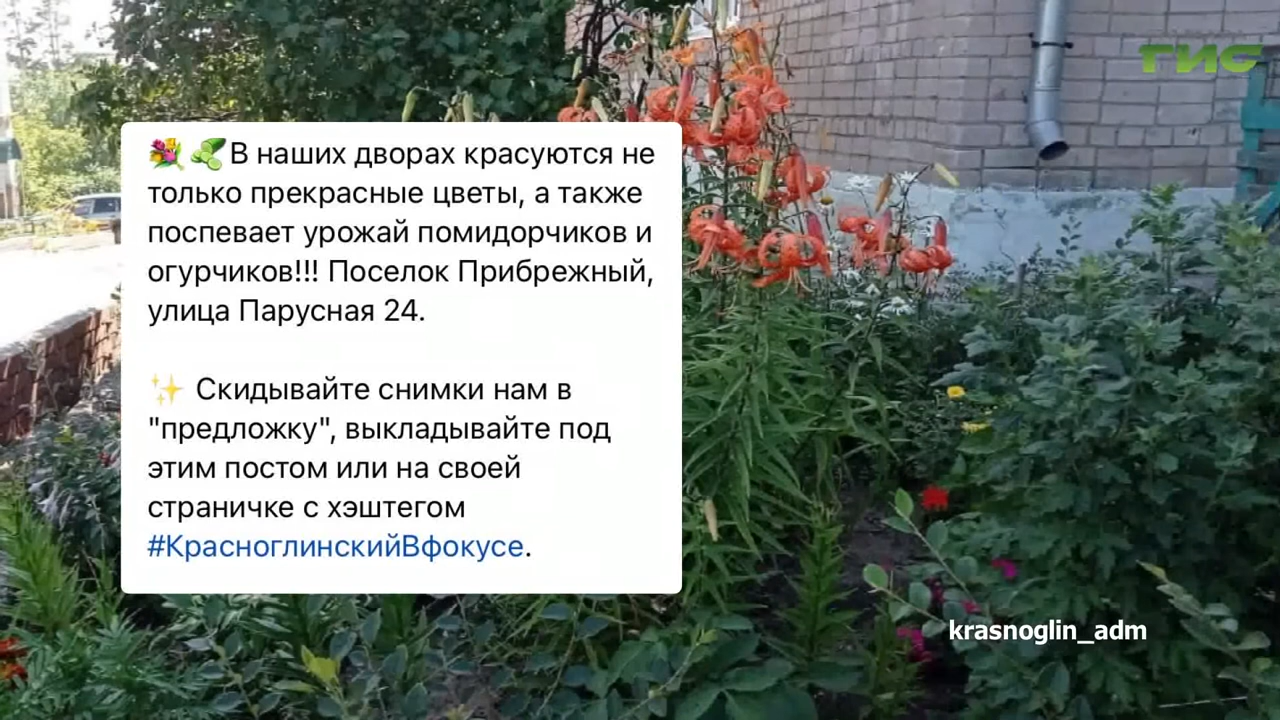 ГИС
💐🥒В наших дворах красуются не
только прекрасные цветы, а также
поспевает урожай помидорчиков и
огурчиков!!! Поселок Прибрежный,
улица Парусная 24.
✨ Скидывайте снимки нам в
"предложку", выкладывайте под
этим постом или на своей
страничке с хэштегом
#КрасноглинскийВфокусе.
krasnoglin_adm